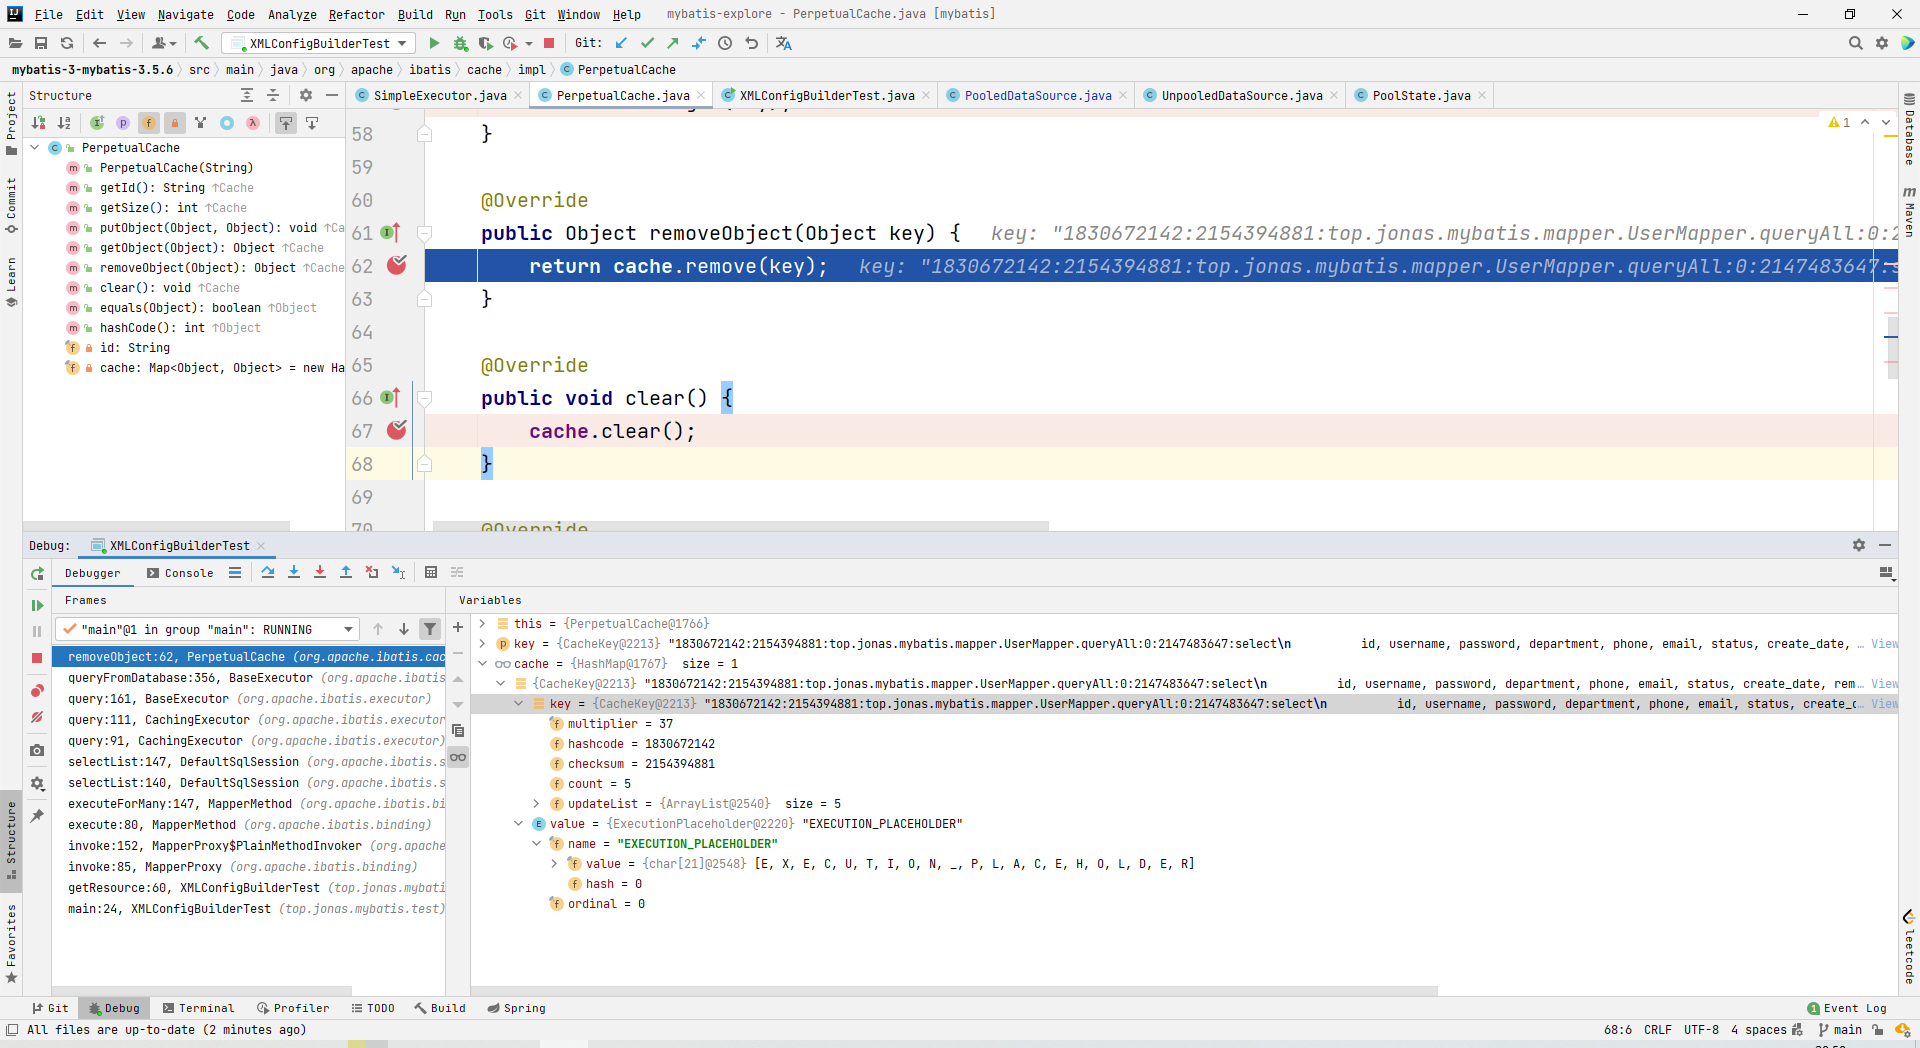 File Edit View Navigate Code Analyze Refactor Build Run Tools Git Window Help mybatis-explore - PerpetualCache.java [mybatis]
XMLConfigBuilderTest Git:
mybatis-3-mybatis-3.5.6 src main java org apache ibatis cache impl PerpetualCache
Structure
SimpleExecutor.java PerpetualCache.java XMLConfigBuilderTest.java PooledDataSource.java UnpooledDataSource.java PoolState.java
Project
Commit
Learn
Structure
Favorites
PerpetualCache
PerpetualCache(String)
getId(): String ↑Cache
getSize(): int ↑Cache
putObject(Object, Object): void ↑Ca
getObject(Object): Object ↑Cache
removeObject(Object): Object ↑Cache
clear(): void ↑Cache
equals(Object): boolean ↑Object
hashCode(): int ↑Object
id: String
cache: Map<Object, Object> = new Ha
1
58 }
59
60 @Override
61 public Object removeObject(Object key) { key: "1830672142:2154394881:top.jonas.mybatis.mapper.UserMapper.queryAll:0:2
62 return cache.remove(key); key: "1830672142:2154394881:top.jonas.mybatis.mapper.UserMapper.queryAll:0:2147483647:s
63 }
64
65 @Override
66 public void clear() {
67 cache.clear();
68 }
69
70 @Override
Database
Maven
leetcode
Debug: XMLConfigBuilderTest
Debugger Console
Frames
"main"@1 in group "main": RUNNING
removeObject:62, PerpetualCache (org.apache.ibatis.cac
queryFromDatabase:356, BaseExecutor (org.apache.ibatis
query:161, BaseExecutor (org.apache.ibatis.executor)
query:111, CachingExecutor (org.apache.ibatis.executor
query:91, CachingExecutor (org.apache.ibatis.executor)
selectList:147, DefaultSqlSession (org.apache.ibatis.s
selectList:140, DefaultSqlSession (org.apache.ibatis.s
executeForMany:147, MapperMethod (org.apache.ibatis.bi
execute:80, MapperMethod (org.apache.ibatis.binding)
invoke:152, MapperProxy$PlainMethodInvoker (org.apache
invoke:85, MapperProxy (org.apache.ibatis.binding)
getResource:60, XMLConfigBuilderTest (top.jonas.mybati
main:24, XMLConfigBuilderTest (top.jonas.mybatis.test)
Variables
this = {PerpetualCache@1766}
key = {CacheKey@2213} "1830672142:2154394881:top.jonas.mybatis.mapper.UserMapper.queryAll:0:2147483647:select\n id, username, password, department, phone, email, status, create_date, ... View
cache = {HashMap@1767} size = 1
{CacheKey@2213} "1830672142:2154394881:top.jonas.mybatis.mapper.UserMapper.queryAll:0:2147483647:select\n id, username, password, department, phone, email, status, create_date, rem... View
key = {CacheKey@2213} "1830672142:2154394881:top.jonas.mybatis.mapper.UserMapper.queryAll:0:2147483647:select\n id, username, password, department, phone, email, status, create_d... View
multiplier = 37
hashcode = 1830672142
checksum = 2154394881
count = 5
updateList = {ArrayList@2540} size = 5
value = {ExecutionPlaceholder@2220} "EXECUTION_PLACEHOLDER"
name = "EXECUTION_PLACEHOLDER"
value = {char[21]@2548} [E, X, E, C, U, T, I, O, N, _, P, L, A, C, E, H, O, L, D, E, R]
hash = 0
ordinal = 0
Git Debug Terminal Profiler TODO Build Spring 1 Event Log
All files are up-to-date (2 minutes ago) 68:6 CRLF UTF-8 4 spaces main